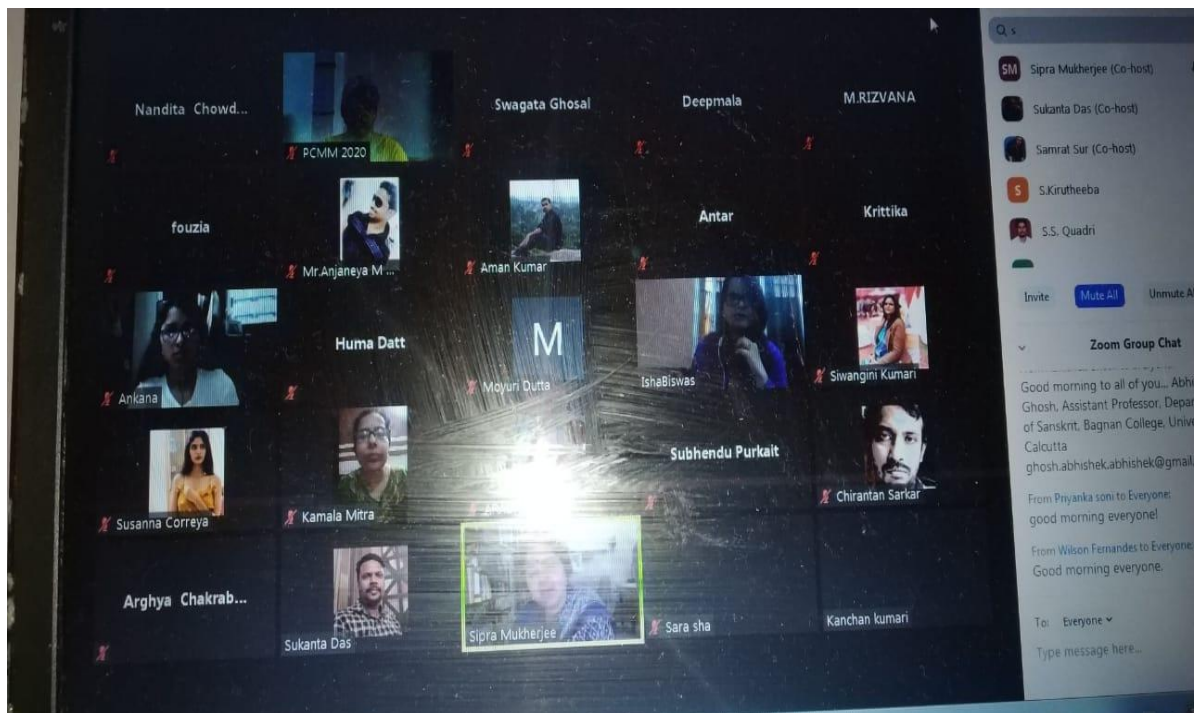 Nandita Chowd...
PCMM 2020
Swagata Ghosal
Deepmala
M.RIZVANA
fouzia
Mr.Anjaneya M ...
Aman Kumar
Antar
Krittika
Ankana
Huma Datt
M
Moyuri Dutta
IshaBiswas
Siwangini Kumari
Susanna Correya
Kamala Mitra
Subhendu Purkait
Chirantan Sarkar
Arghya Chakrab...
Sukanta Das
Sipra Mukherjee
Sara sha
Kanchan kumari
s
SM
Sipra Mukherjee (Co-host)
Sukanta Das (Co-host)
Samrat Sur (Co-host)
S
S.Kirutheeba
S.S. Quadri
Invite
Mute All
Unmute Al
Zoom Group Chat
Good morning to all of you... Abhi
Ghosh, Assistant Professor, Depar
of Sanskrit, Bagnan College, Unive
Calcutta
ghosh.abhishek.abhishek@gmail.
From Priyanka soni to Everyone:
good morning everyone!
From Wilson Fernandes to Everyone:
Good morning everyone.
To: Everyone
Type message here...